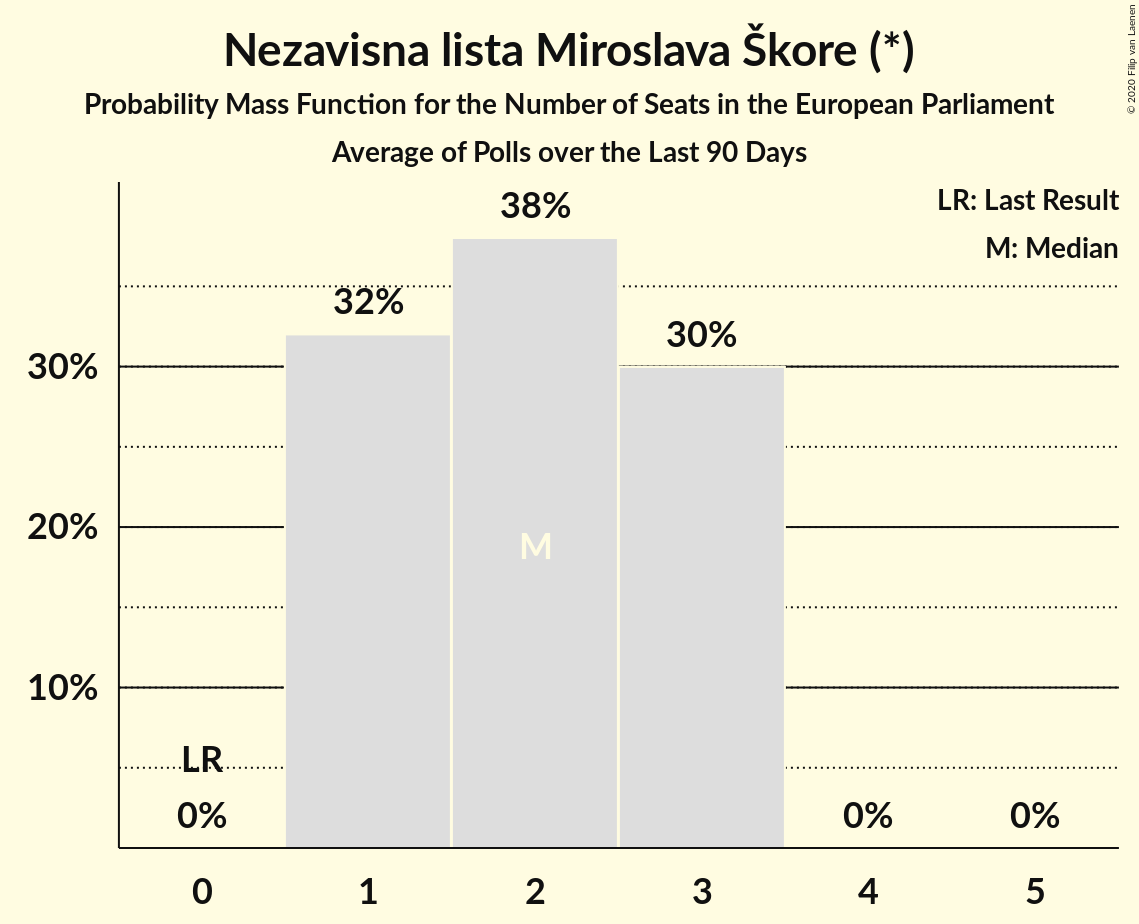 Nezavisna lista Miroslava Škore (*)
Probability Mass Function for the Number of Seats in the European Parliament
Average of Polls over the Last 90 Days
© 2020 Filip van Laenen
LR: Last Result
M: Median
38%
32%
30%
30%
20%
M
10%
LR
0%
0%
0%
0 1 2 3 4 5